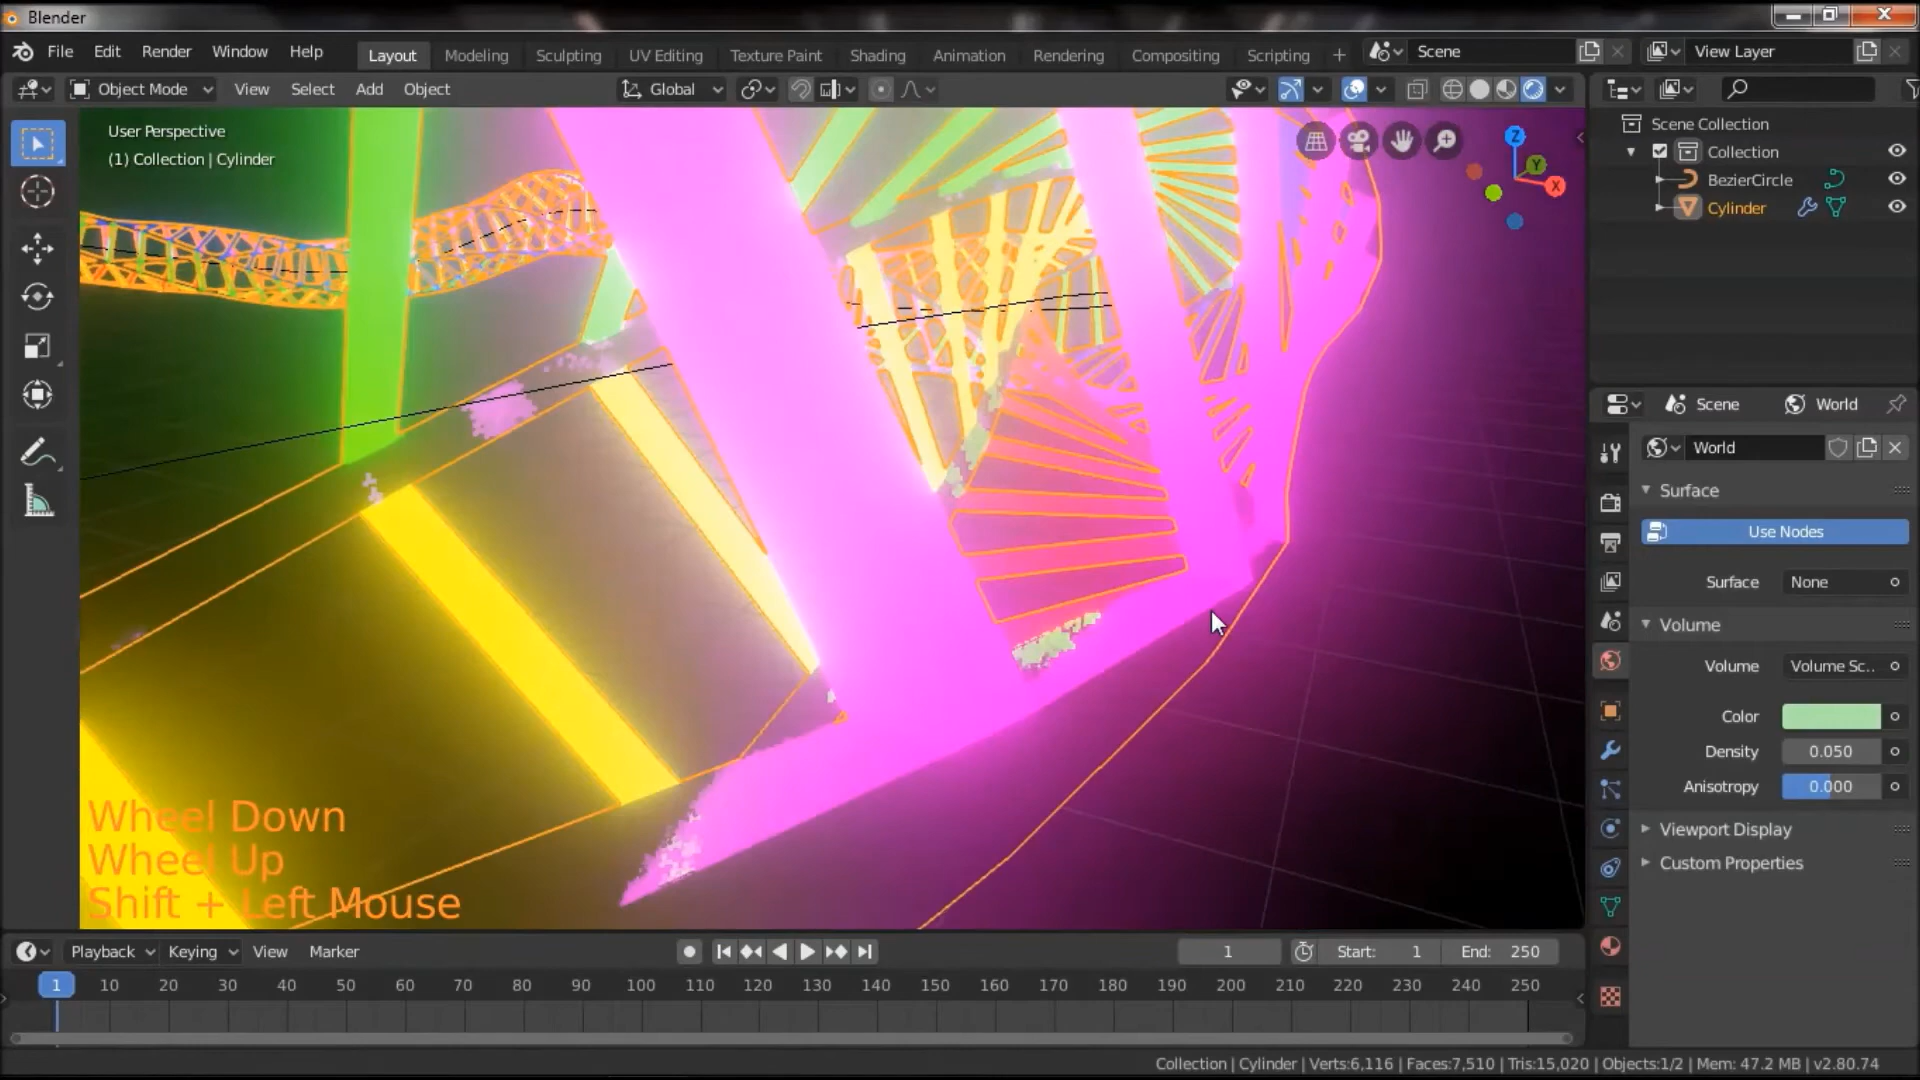 Blender
File Edit Render Window Help Layout Modeling Sculpting UV Editing Texture Paint Shading Animation Rendering Compositing Scripting + Scene View Layer
Object Mode View Select Add Object Global
User Perspective
(1) Collection | Cylinder
Z
Y
X
Scene Collection
Collection
BezierCircle
Cylinder
Scene World
World
Surface
Use Nodes
Surface None
Volume
Volume Volume Sc..
Color
Density 0.050
Anisotropy 0.000
Viewport Display
Custom Properties
Wheel Down
Wheel Up
Shift + Left Mouse
Playback Keying View Marker 1 Start: 1 End: 250
1 10 20 30 40 50 60 70 80 90 100 110 120 130 140 150 160 170 180 190 200 210 220 230 240 250
Collection | Cylinder | Verts:6,116 | Faces:7,510 | Tris:15,020 | Objects:1/2 | Mem: 47.2 MB | v2.80.74